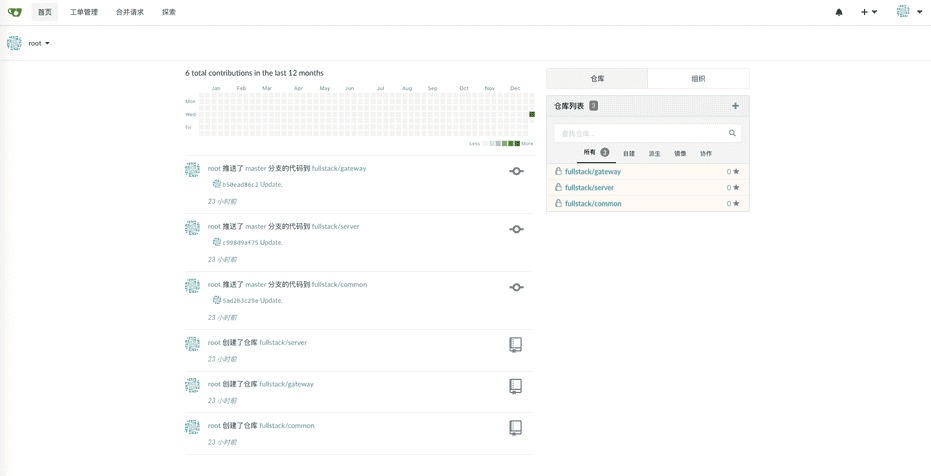 首页 工单管理 合并请求 探索
root
6 total contributions in the last 12 months
Jan Feb Mar Apr May Jun Jul Aug Sep Oct Nov Dec
Mon
Wed
Fri
Less More
root 推送了 master 分支的代码到 fullstack/gateway
b50ead86c2 Update.
23 小时前
root 推送了 master 分支的代码到 fullstack/server
c998d9af75 Update.
23 小时前
root 推送了 master 分支的代码到 fullstack/common
5ad2b3c29e Update.
23 小时前
root 创建了仓库 fullstack/server
23 小时前
root 创建了仓库 fullstack/gateway
23 小时前
root 创建了仓库 fullstack/common
23 小时前
仓库 组织
仓库列表 3
查找仓库...
所有 3 自建 派生 镜像 协作
fullstack/gateway 0
fullstack/server 0
fullstack/common 0